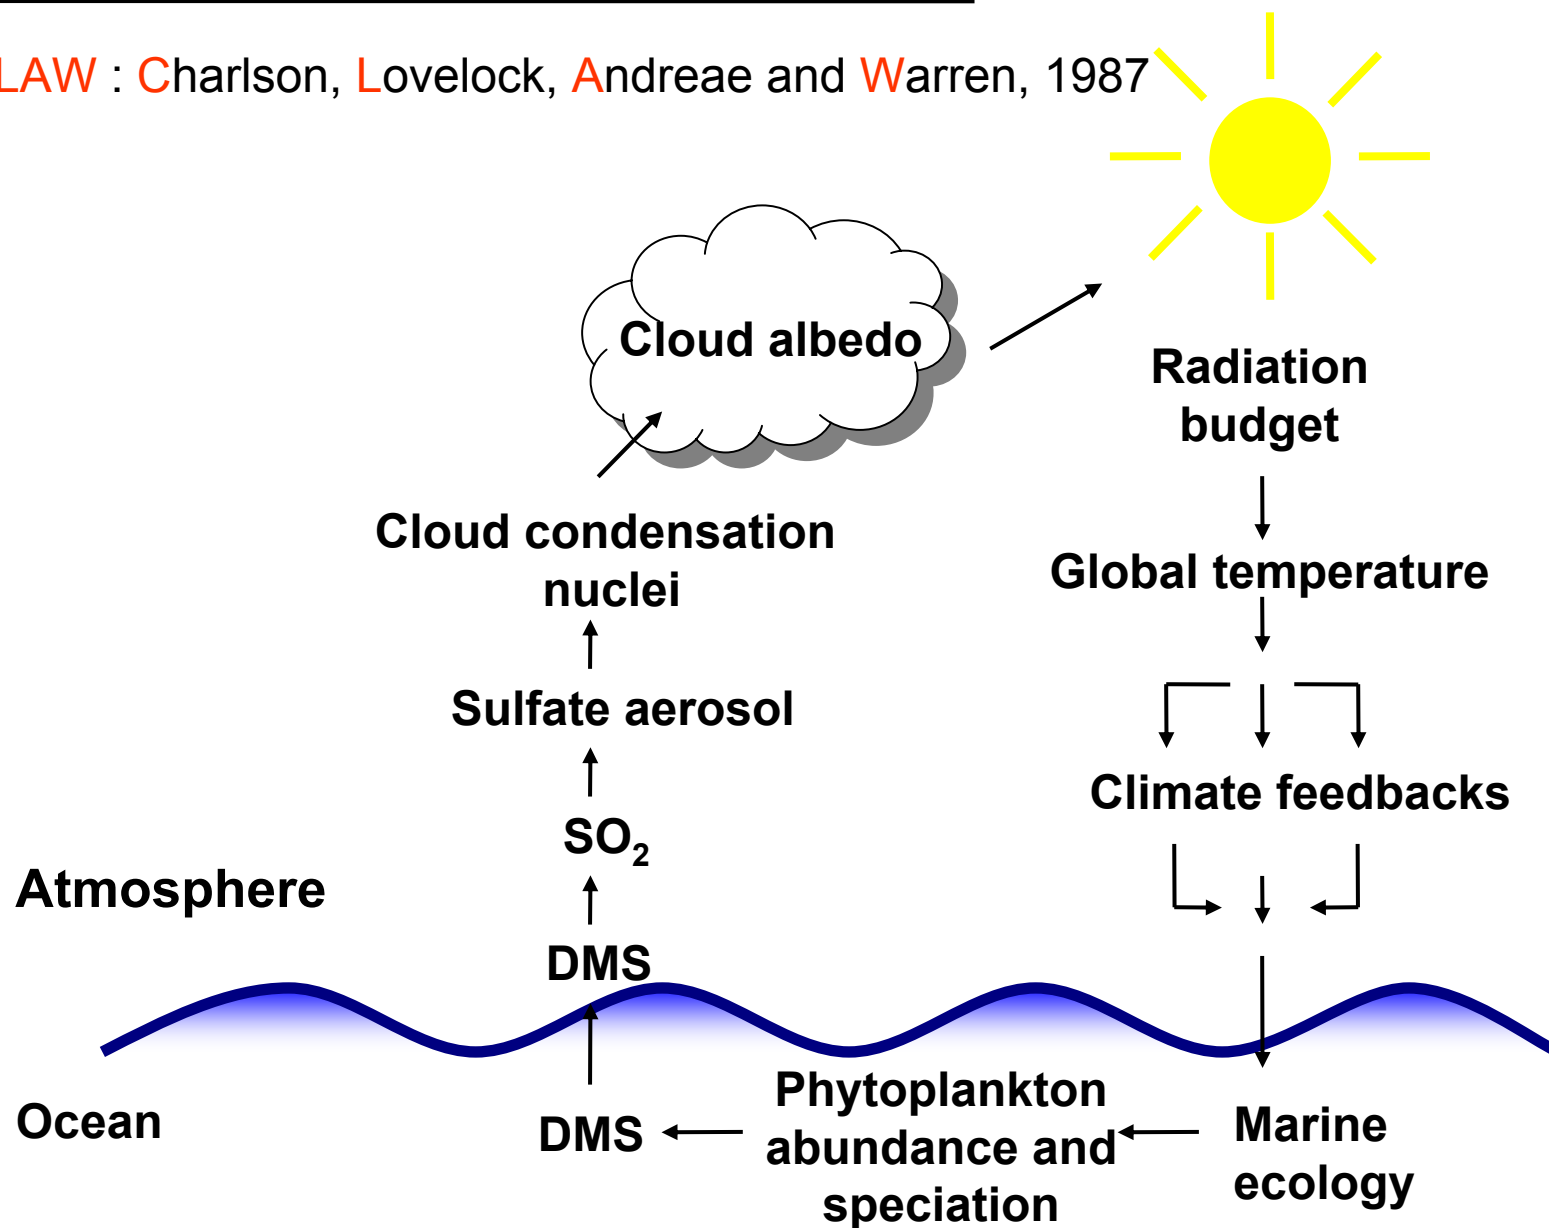 LAW : Charlson, Lovelock, Andreae and Warren, 1987
Cloud albedo
Radiation
budget
Cloud condensation
nuclei
Global temperature
Sulfate aerosol
Climate feedbacks
SO₂
Atmosphere
DMS
Ocean
DMS
Phytoplankton
abundance and
speciation
Marine
ecology